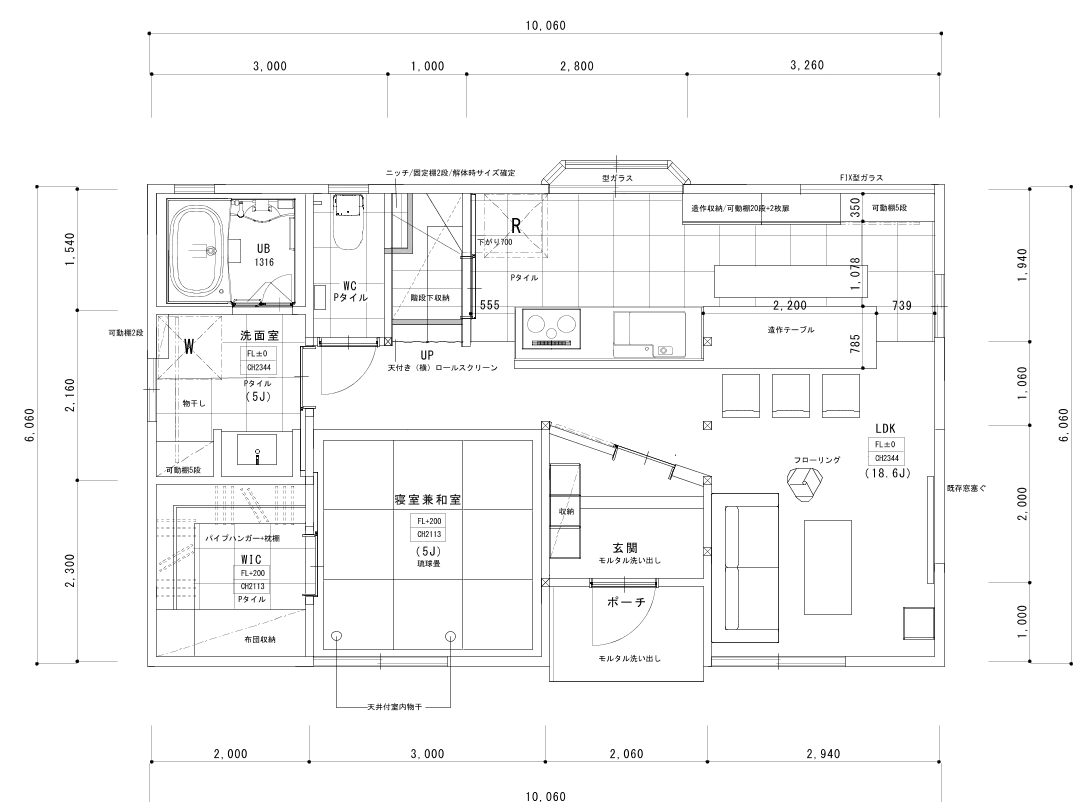 10,060
3,000
1,000
2,800
3,260
ニッチ/固定棚2段/解体時サイズ確定
型ガラス
FIX型ガラス
造作収納/可動棚20段+2枚扉
350
可動棚5段
R
下がり700
UB
1316
WC
Pタイル
Pタイル
階段下収納
555
1,078
2,200
739
造作テーブル
785
1,540
1,940
可動棚2段
W
洗面室
FL±0
CH2344
Pタイル
(5J)
物干し
可動棚5段
UP
天付き（横）ロールスクリーン
6,060
2,160
1,060
6,060
LDK
FL±0
CH2344
(18.6J)
フローリング
既存窓塞ぐ
寝室兼和室
FL+200
CH2113
(5J)
琉球畳
収納
玄関
モルタル洗い出し
2,000
パイプハンガー+枕棚
WIC
FL+200
CH2113
Pタイル
2,300
布団収納
ポーチ
モルタル洗い出し
1,000
天井付室内物干
2,000
3,000
2,060
2,940
10,060